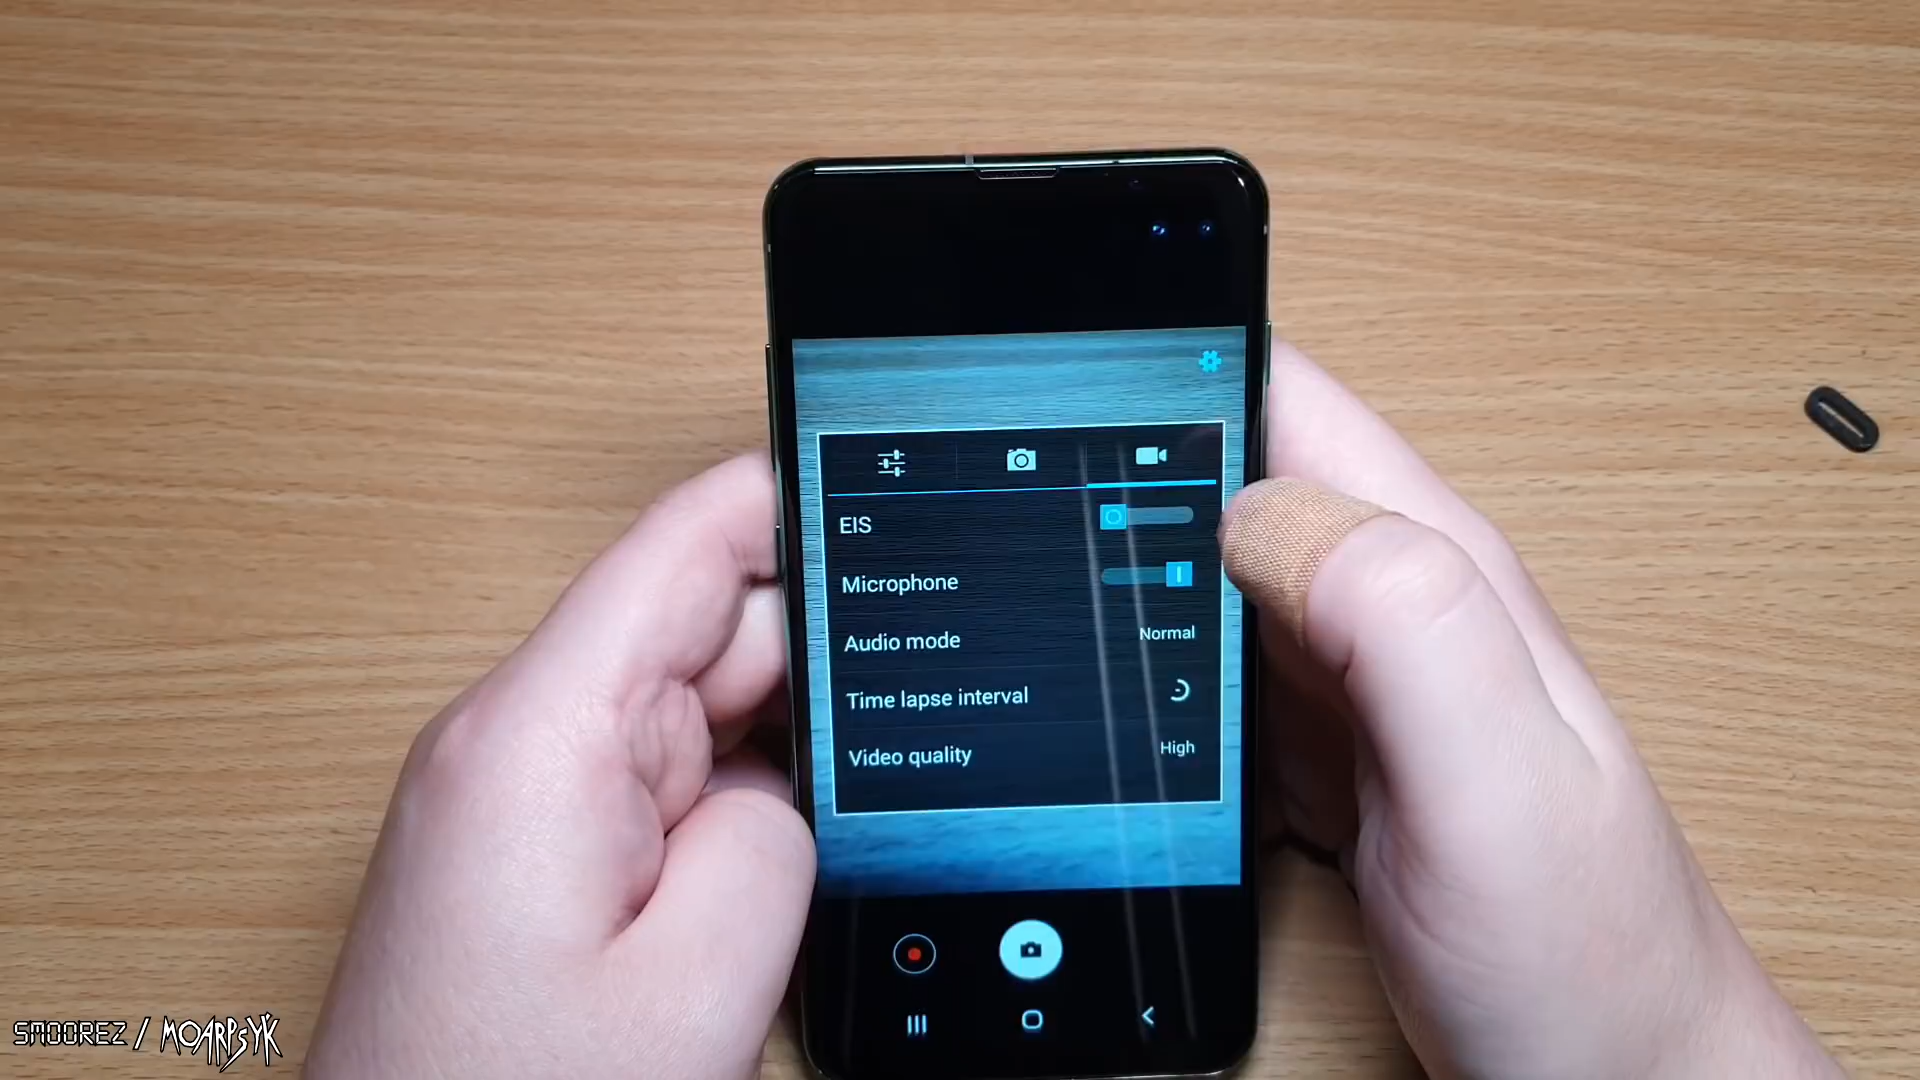 EIS
Microphone
Audio mode Normal
Time lapse interval
Video quality High
SMOOREZ / MOARPSYK